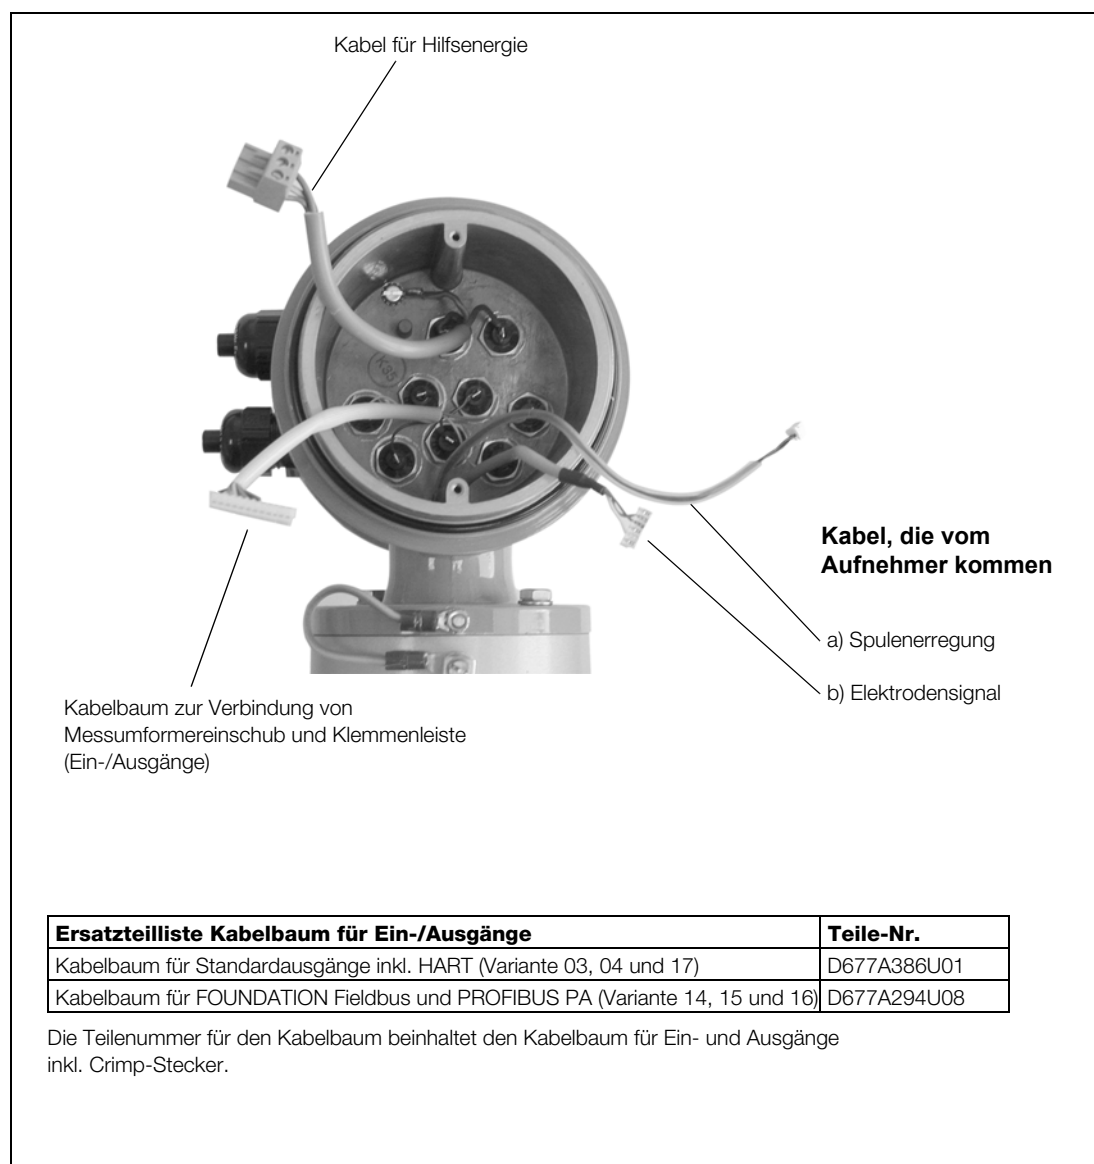 Kabel für Hilfsenergie
K35
Kabel, die vom
Aufnehmer kommen
a) Spulenerregung
b) Elektrodensignal
Kabelbaum zur Verbindung von
Messumformereinschub und Klemmenleiste
(Ein-/Ausgänge)
Ersatzteilliste Kabelbaum für Ein-/Ausgänge Teile-Nr.
Kabelbaum für Standardausgänge inkl. HART (Variante 03, 04 und 17) D677A386U01
Kabelbaum für FOUNDATION Fieldbus und PROFIBUS PA (Variante 14, 15 und 16) D677A294U08
Die Teilenummer für den Kabelbaum beinhaltet den Kabelbaum für Ein- und Ausgänge
inkl. Crimp-Stecker.